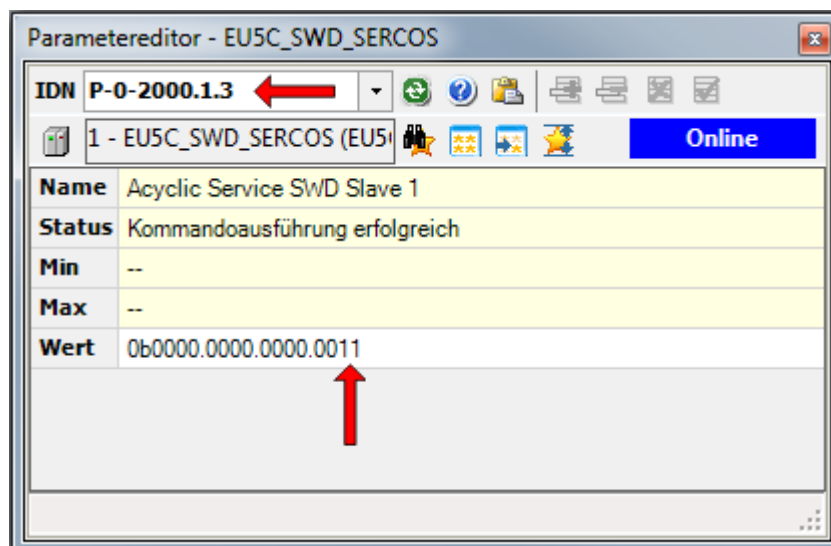 Parametereditor - EU5C_SWD_SERCOS
IDN P-0-2000.1.3
1 - EU5C_SWD_SERCOS (EU5 Online
Name Acyclic Service SWD Slave 1
Status Kommandoausführung erfolgreich
Min --
Max --
Wert 0b0000.0000.0000.0011